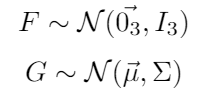 F ∼ 𝒩(0⃗₃, I₃)
G ∼ 𝒩(μ⃗, Σ)